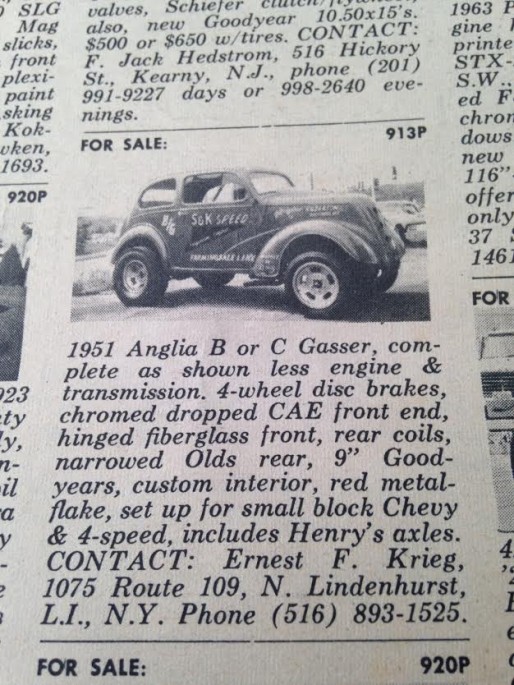 O SLG
Mag
slicks,
front
plexi-
paint
sking
Kok-
wken,
1693.
920P
923
nty
ly,
n-
oil
ra
y
valves, Schiefer clutch/flywheel,
also, new Goodyear 10.50x15's.
$500 or $650 w/tires. CONTACT:
F. Jack Hedstrom, 516 Hickory
St., Kearny, N.J., phone (201)
991-9227 days or 998-2640 eve-
nings.
913P
FOR SALE:
B/G
S&K SPEED
FARMINGDALE L.I. N.Y.
1951 Anglia B or C Gasser, com-
plete as shown less engine &
transmission. 4-wheel disc brakes,
chromed dropped CAE front end,
hinged fiberglass front, rear coils,
narrowed Olds rear, 9" Good-
years, custom interior, red metal-
flake, set up for small block Chevy
& 4-speed, includes Henry's axles.
CONTACT: Ernest F. Krieg,
1075 Route 109, N. Lindenhurst,
L.I., N.Y. Phone (516) 893-1525.
FOR SALE:
920P
1963 P
gine
printe
STX-
S.W..
ed F
chron
dows
new
116"
offer
only
37 S
1461
FOR